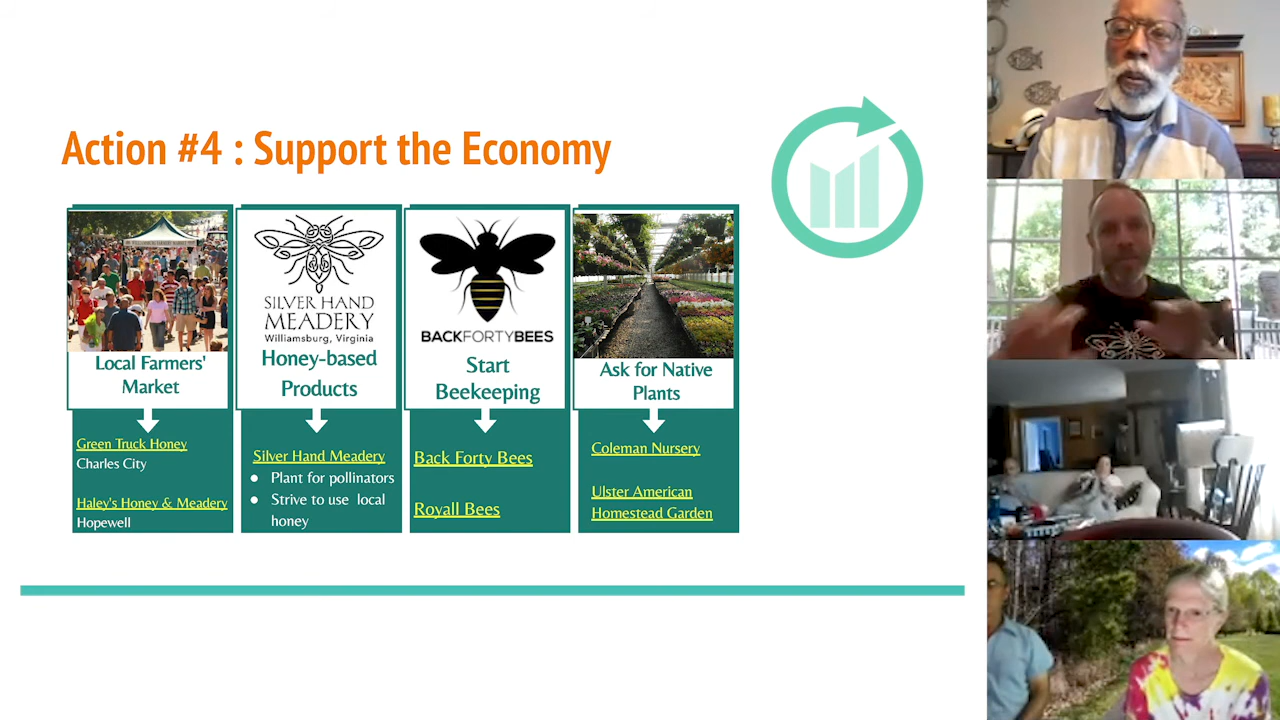 Action #4 : Support the Economy
SILVER HAND
MEADERY
Williamsburg, Virginia
BACKFORTYBEES
Local Farmers'
Market
Honey-based
Products
Start
Beekeeping
Ask for Native
Plants
Green Truck Honey
Charles City
Haley's Honey & Meadery
Hopewell
Silver Hand Meadery
● Plant for pollinators
● Strive to use local
honey
Back Forty Bees
Royall Bees
Coleman Nursery
Ulster American
Homestead Garden